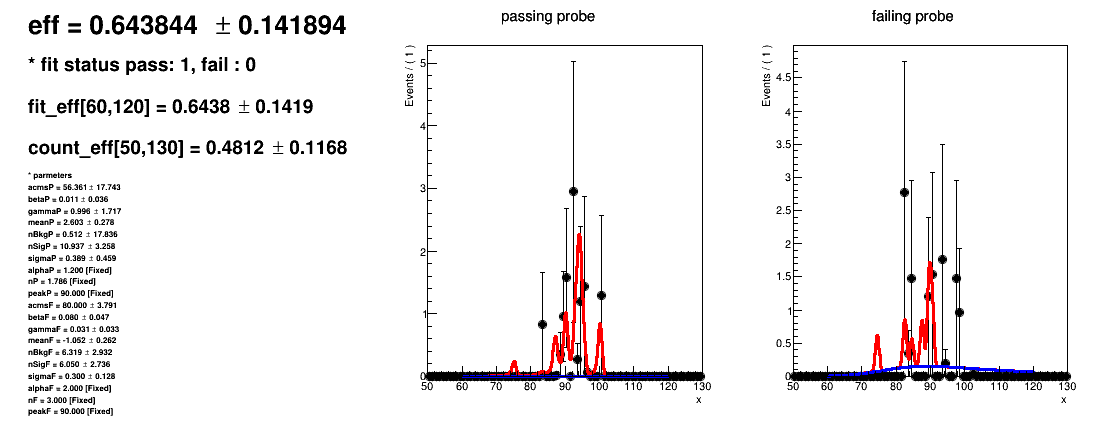 eff = 0.643844 ± 0.141894
* fit status pass: 1, fail : 0
fit_eff[60,120] = 0.6438 ± 0.1419
count_eff[50,130] = 0.4812 ± 0.1168
* parmeters
acmsP = 56.361 ± 17.743
betaP = 0.011 ± 0.036
gammaP = 0.996 ± 1.717
meanP = 2.603 ± 0.278
nBkgP = 0.512 ± 17.836
nSigP = 10.937 ± 3.258
sigmaP = 0.389 ± 0.459
alphaP = 1.200 [Fixed]
nP = 1.786 [Fixed]
peakP = 90.000 [Fixed]
acmsF = 80.000 ± 3.791
betaF = 0.080 ± 0.047
gammaF = 0.031 ± 0.033
meanF = -1.052 ± 0.262
nBkgF = 6.319 ± 2.932
nSigF = 6.050 ± 2.736
sigmaF = 0.300 ± 0.128
alphaF = 2.000 [Fixed]
nF = 3.000 [Fixed]
peakF = 90.000 [Fixed]
passing probe
Events / ( 1 )
5
4
3
2
1
0
50 60 70 80 90 100 110 120 130
x
failing probe
Events / ( 1 )
4.5
4
3.5
3
2.5
2
1.5
1
0.5
0
50 60 70 80 90 100 110 120 130
x